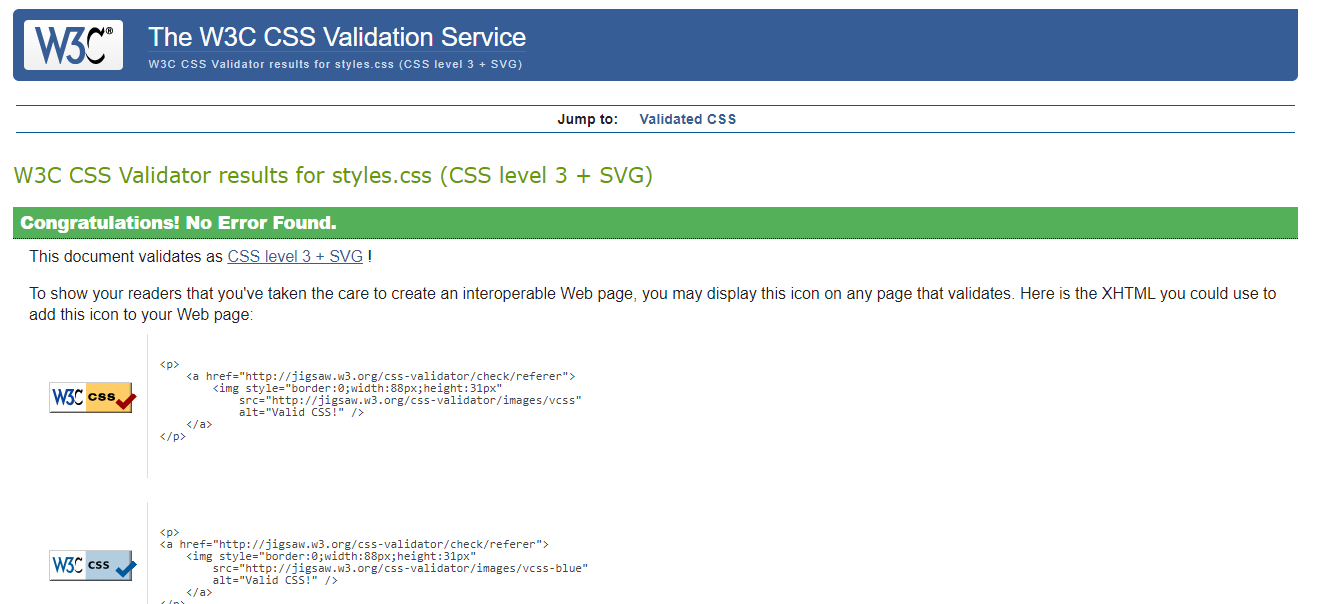 W3C®
The W3C CSS Validation Service
W3C CSS Validator results for styles.css (CSS level 3 + SVG)
Jump to: Validated CSS
W3C CSS Validator results for styles.css (CSS level 3 + SVG)
Congratulations! No Error Found.
This document validates as CSS level 3 + SVG !
To show your readers that you've taken the care to create an interoperable Web page, you may display this icon on any page that validates. Here is the XHTML you could use to
add this icon to your Web page:
W3C css
<p>
<a href="http://jigsaw.w3.org/css-validator/check/referer">
<img style="border:0;width:88px;height:31px"
src="http://jigsaw.w3.org/css-validator/images/vcss"
alt="Valid CSS!" />
</a>
</p>
W3C css
<p>
<a href="http://jigsaw.w3.org/css-validator/check/referer">
<img style="border:0;width:88px;height:31px"
src="http://jigsaw.w3.org/css-validator/images/vcss-blue"
alt="Valid CSS!" />
</a>
</p>